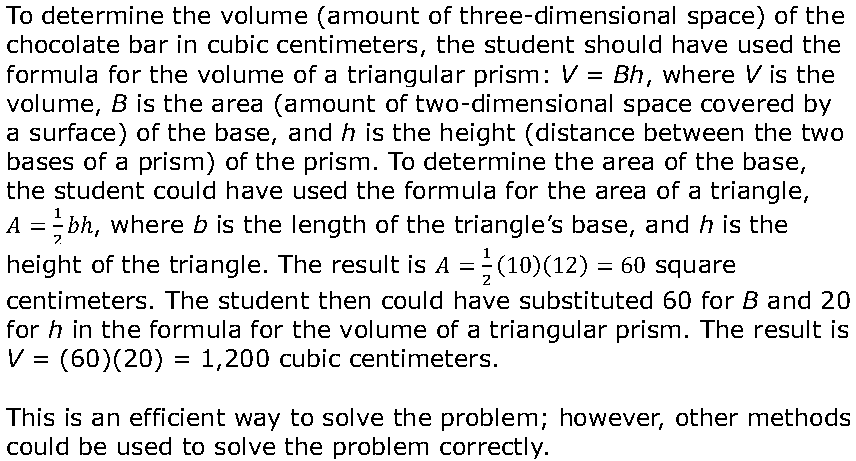 To determine the volume (amount of three-dimensional space) of the
chocolate bar in cubic centimeters, the student should have used the
formula for the volume of a triangular prism: V = Bh, where V is the
volume, B is the area (amount of two-dimensional space covered by
a surface) of the base, and h is the height (distance between the two
bases of a prism) of the prism. To determine the area of the base,
the student could have used the formula for the area of a triangle,
A = 1/2 bh, where b is the length of the triangle's base, and h is the
height of the triangle. The result is A = 1/2 (10)(12) = 60 square
centimeters. The student then could have substituted 60 for B and 20
for h in the formula for the volume of a triangular prism. The result is
V = (60)(20) = 1,200 cubic centimeters.
This is an efficient way to solve the problem; however, other methods
could be used to solve the problem correctly.